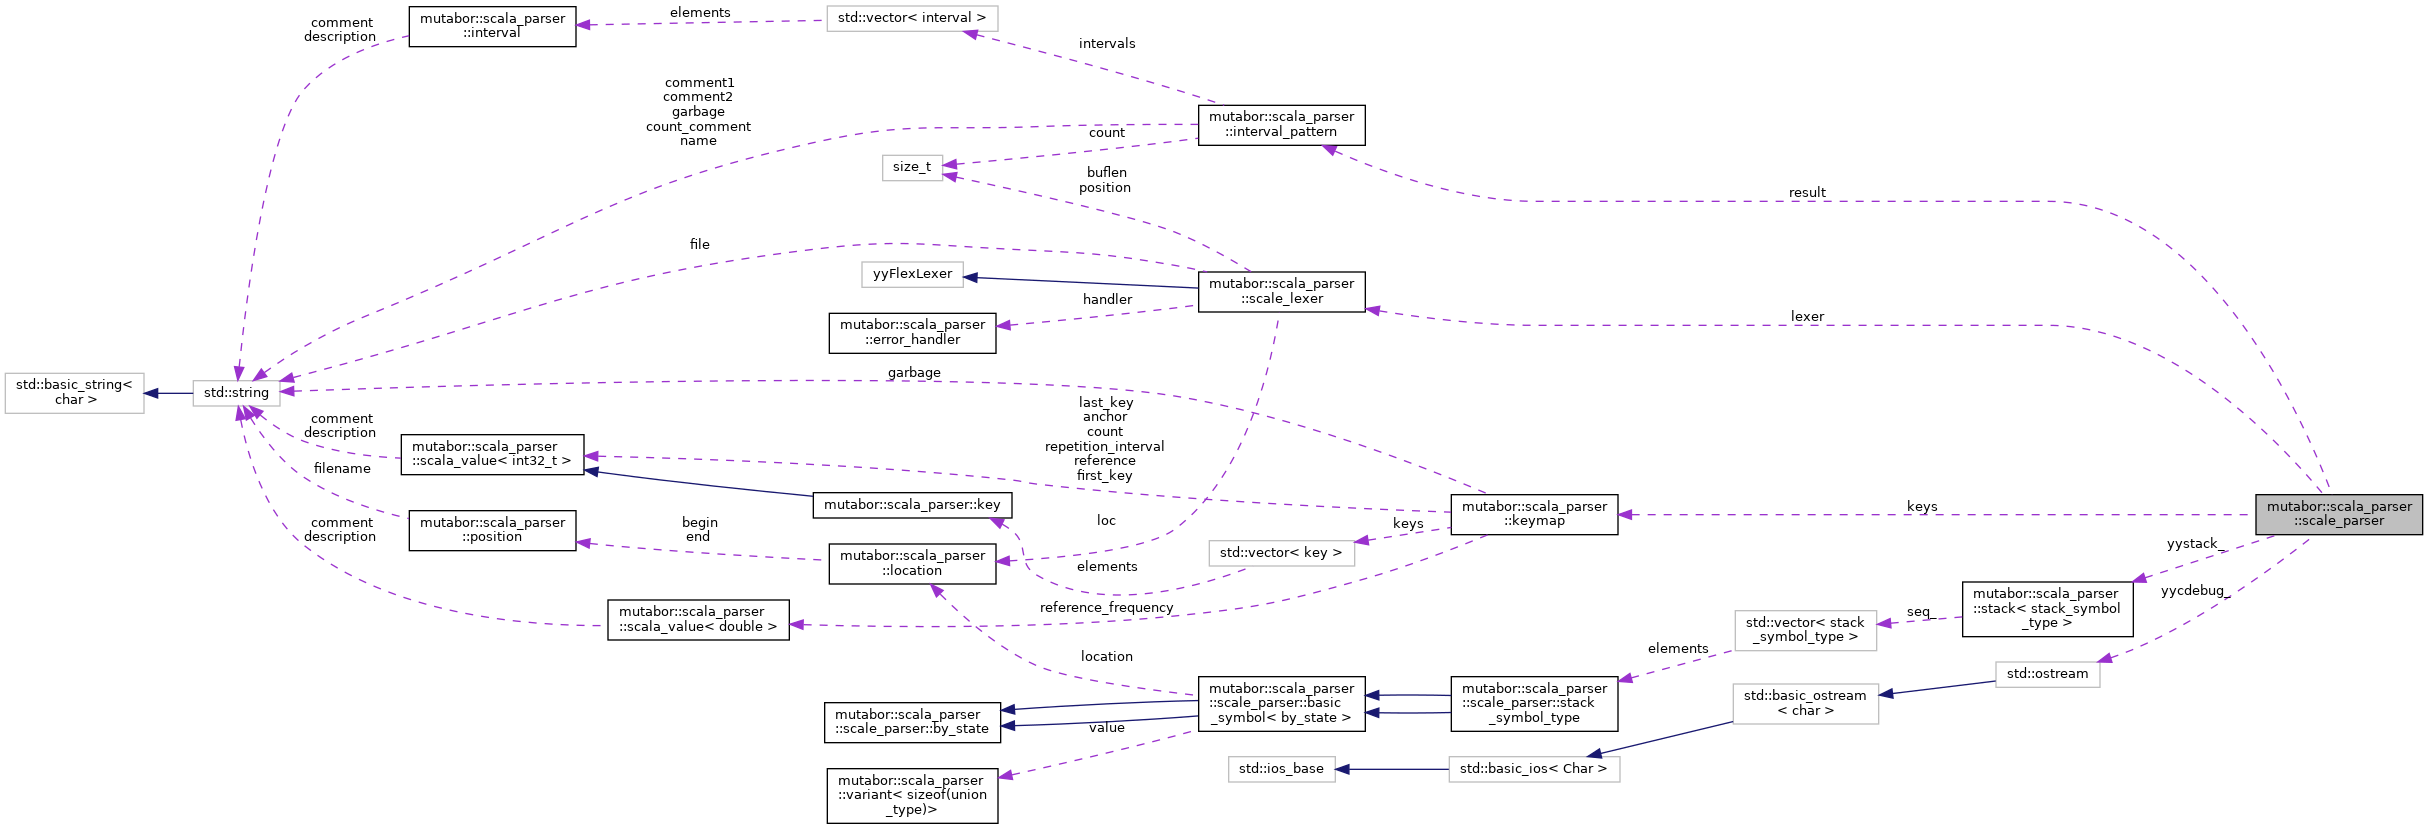 comment
description
mutabor::scala_parser
::interval
elements
std::vector< interval >
intervals
comment1
comment2
garbage
count_comment
name
mutabor::scala_parser
::interval_pattern
count
size_t
buflen
position
result
file
yyFlexLexer
mutabor::scala_parser
::scale_lexer
handler
mutabor::scala_parser
::error_handler
lexer
std::basic_string<
char >
std::string
garbage
last_key
anchor
count
repetition_interval
reference
first_key
comment
description
mutabor::scala_parser
::scala_value< int32_t >
filename
mutabor::scala_parser::key
mutabor::scala_parser
::position
begin
end
loc
mutabor::scala_parser
::keymap
keys
mutabor::scala_parser
::scale_parser
keys
std::vector< key >
comment
description
mutabor::scala_parser
::location
elements
yystack_
yycdebug_
mutabor::scala_parser
::scala_value< double >
reference_frequency
mutabor::scala_parser
::stack< stack_symbol
_type >
seq_
std::vector< stack
_symbol_type >
elements
location
std::ostream
mutabor::scala_parser
::scale_parser::basic
_symbol< by_state >
mutabor::scala_parser
::scale_parser::stack
_symbol_type
std::basic_ostream
< char >
mutabor::scala_parser
::scale_parser::by_state
value
std::ios_base
std::basic_ios< Char >
mutabor::scala_parser
::variant< sizeof(union
_type)>